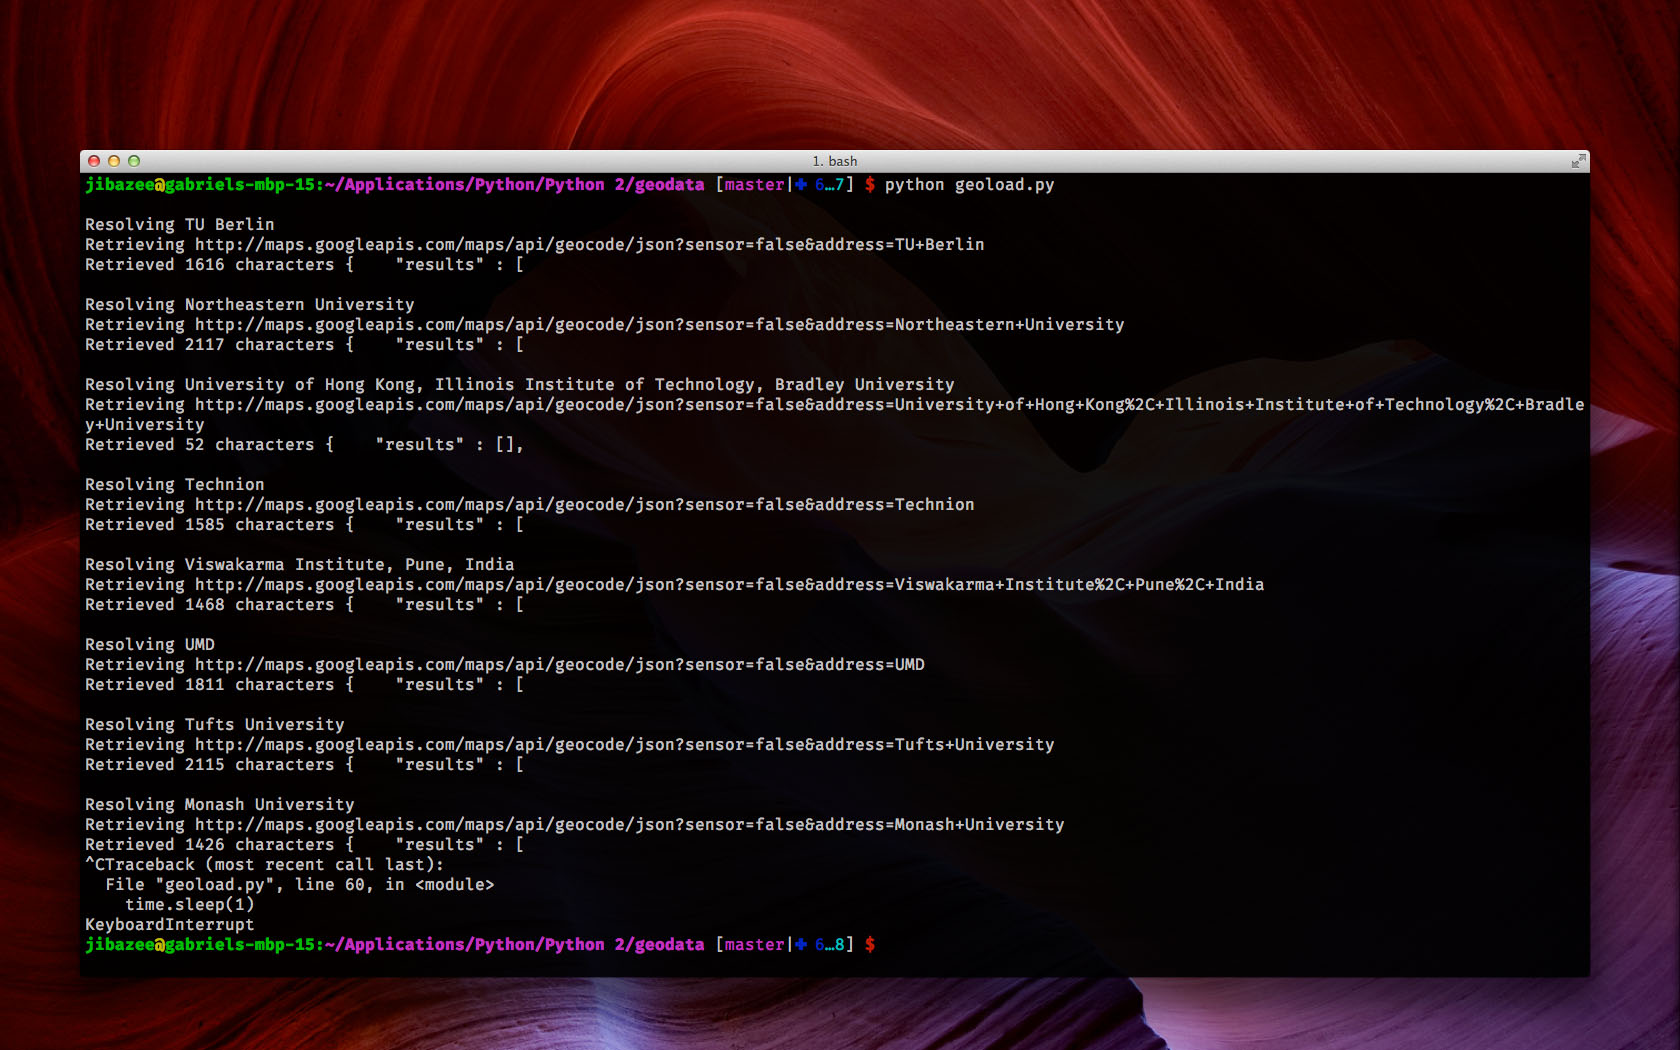 1. bash
jibazee@gabriels-mbp-15:~/Applications/Python/Python 2/geodata [master|✚ 6…7] $ python geoload.py
Resolving TU Berlin
Retrieving http://maps.googleapis.com/maps/api/geocode/json?sensor=false&address=TU+Berlin
Retrieved 1616 characters {    "results" : [
Resolving Northeastern University
Retrieving http://maps.googleapis.com/maps/api/geocode/json?sensor=false&address=Northeastern+University
Retrieved 2117 characters {    "results" : [
Resolving University of Hong Kong, Illinois Institute of Technology, Bradley University
Retrieving http://maps.googleapis.com/maps/api/geocode/json?sensor=false&address=University+of+Hong+Kong%2C+Illinois+Institute+of+Technology%2C+Bradle
y+University
Retrieved 52 characters {    "results" : [],
Resolving Technion
Retrieving http://maps.googleapis.com/maps/api/geocode/json?sensor=false&address=Technion
Retrieved 1585 characters {    "results" : [
Resolving Viswakarma Institute, Pune, India
Retrieving http://maps.googleapis.com/maps/api/geocode/json?sensor=false&address=Viswakarma+Institute%2C+Pune%2C+India
Retrieved 1468 characters {    "results" : [
Resolving UMD
Retrieving http://maps.googleapis.com/maps/api/geocode/json?sensor=false&address=UMD
Retrieved 1811 characters {    "results" : [
Resolving Tufts University
Retrieving http://maps.googleapis.com/maps/api/geocode/json?sensor=false&address=Tufts+University
Retrieved 2115 characters {    "results" : [
Resolving Monash University
Retrieving http://maps.googleapis.com/maps/api/geocode/json?sensor=false&address=Monash+University
Retrieved 1426 characters {    "results" : [
^CTraceback (most recent call last):
  File "geoload.py", line 60, in <module>
    time.sleep(1)
KeyboardInterrupt
jibazee@gabriels-mbp-15:~/Applications/Python/Python 2/geodata [master|✚ 6…8] $